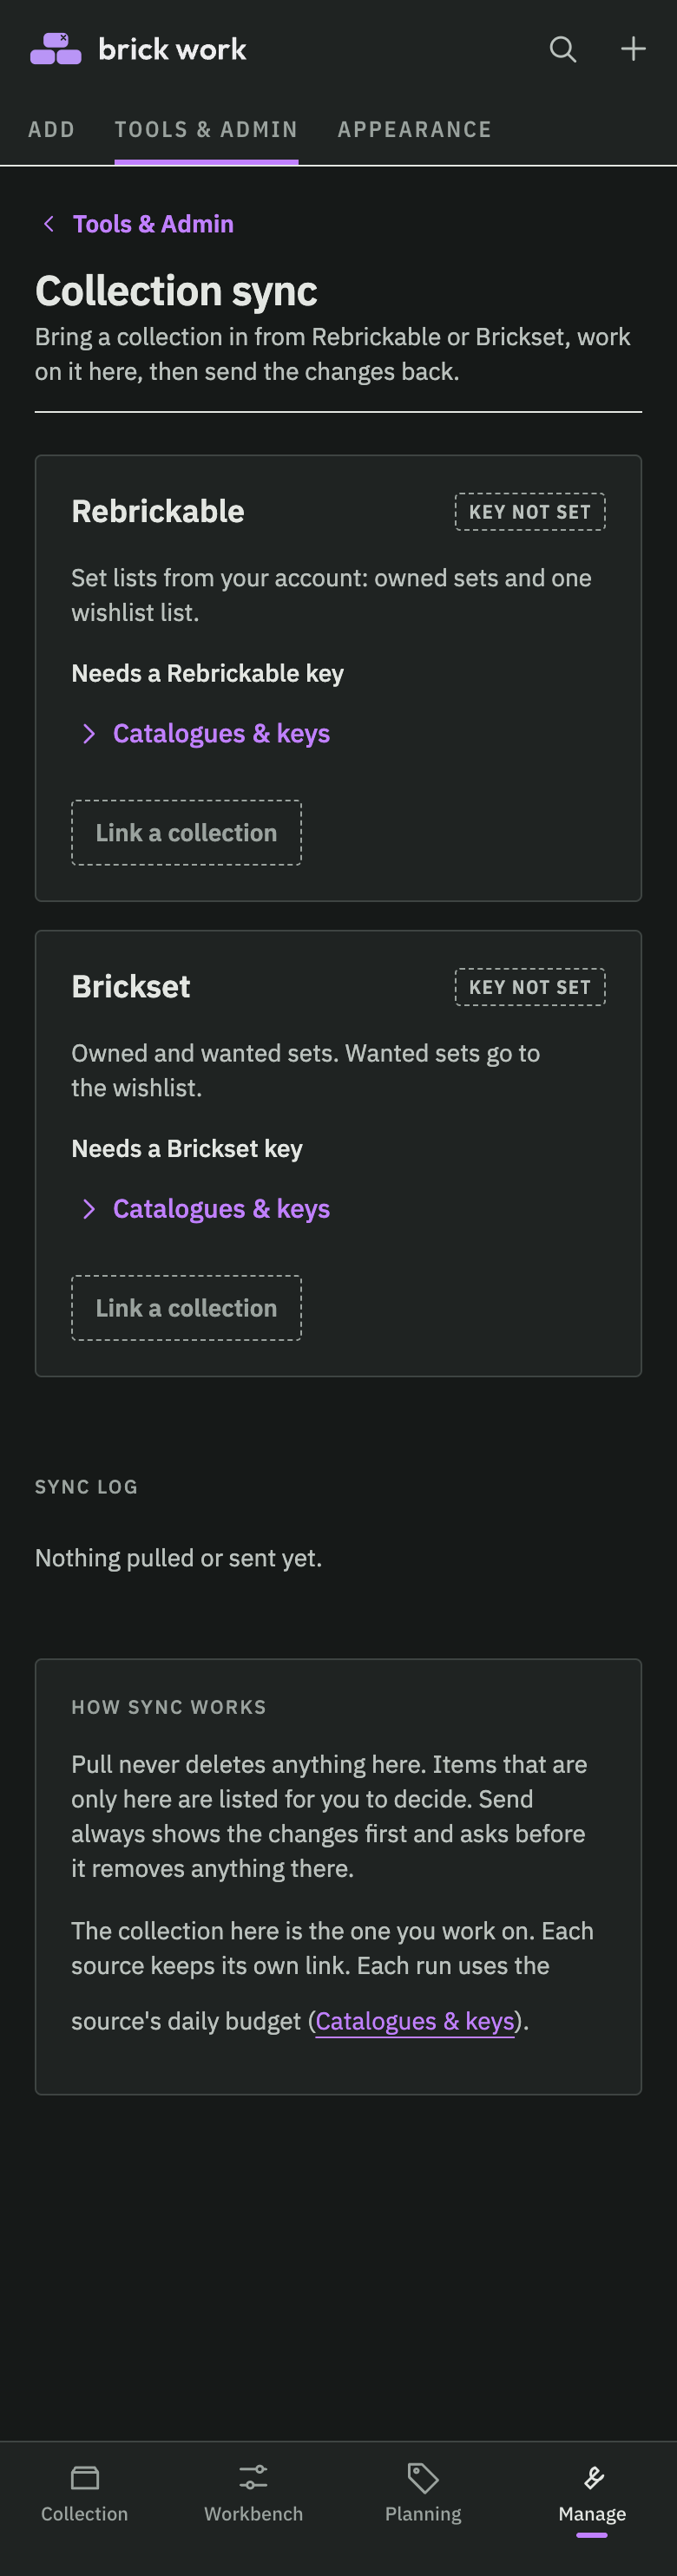 brick work
ADD TOOLS & ADMIN APPEARANCE
Tools & Admin
Collection sync
Bring a collection in from Rebrickable or Brickset, work
on it here, then send the changes back.
Rebrickable
KEY NOT SET
Set lists from your account: owned sets and one
wishlist list.
Needs a Rebrickable key
Catalogues & keys
Link a collection
Brickset
KEY NOT SET
Owned and wanted sets. Wanted sets go to
the wishlist.
Needs a Brickset key
Catalogues & keys
Link a collection
SYNC LOG
Nothing pulled or sent yet.
HOW SYNC WORKS
Pull never deletes anything here. Items that are
only here are listed for you to decide. Send
always shows the changes first and asks before
it removes anything there.
The collection here is the one you work on. Each
source keeps its own link. Each run uses the
source's daily budget (Catalogues & keys).
Collection Workbench Planning Manage